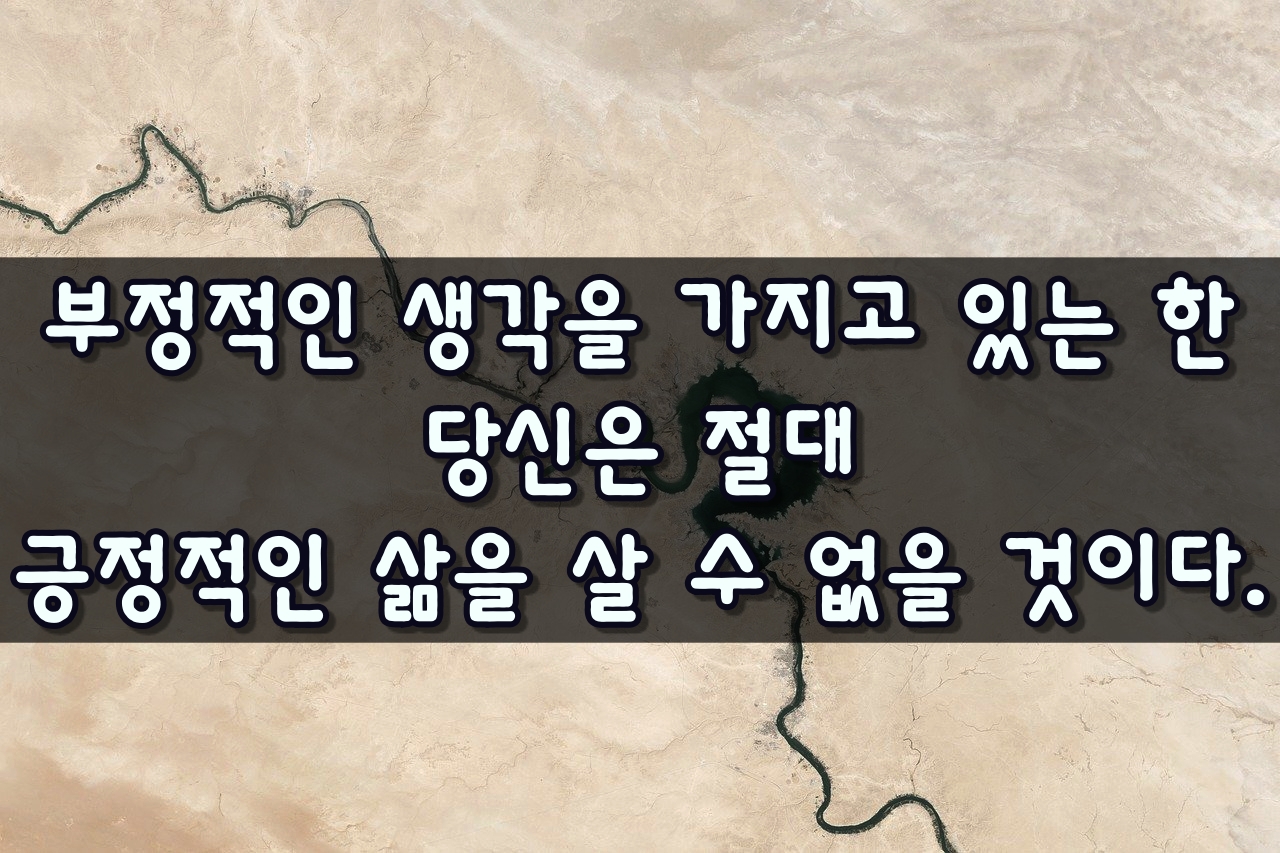 부정적인 생각을 가지고 있는 한
당신은 절대
긍정적인 삶을 살 수 없을 것이다.